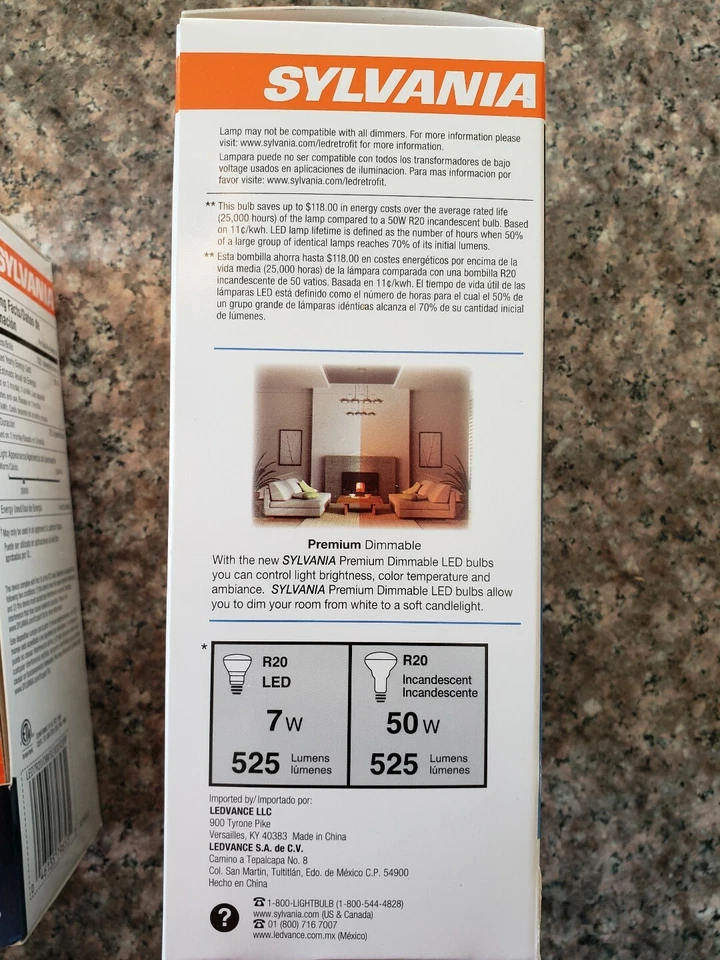 SYLVANIA
Lamp may not be compatible with all dimmers. For more information please
visit: www.sylvania.com/ledretrofit for more information.
Lampara puede no ser compatible con todos los transformadores de bajo
voltage usados en aplicaciones de iluminacion. Para mas informacion por
favor visite: www.sylvania.com/ledretrofit.
** This bulb saves up to $118.00 in energy costs over the average rated life
(25,000 hours) of the lamp compared to a 50W R20 incandescent bulb. Based
on 11¢/kwh. LED lamp lifetime is defined as the number of hours when 50%
of a large group of identical lamps reaches 70% of its initial lumens.
** Esta bombilla ahorra hasta $118.00 en costes energéticos por encima de la
vida media (25,000 horas) de la lámpara comparada con una bombilla R20
incandescente de 50 vatios. Basada en 11¢/kwh. El tiempo de vida útil de las
lámparas LED está definido como el número de horas para el cual el 50% de
un grupo grande de lámparas idénticas alcanza el 70% de su cantidad inicial
de lúmenes.
Premium Dimmable
With the new SYLVANIA Premium Dimmable LED bulbs
you can control light brightness, color temperature and
ambiance. SYLVANIA Premium Dimmable LED bulbs allow
you to dim your room from white to a soft candlelight.
*
R20
LED
7 W
525 Lumens
lúmenes
R20
Incandescent
Incandescente
50 W
525 Lumens
lúmenes
Imported by/ Importado por:
LEDVANCE LLC
900 Tyrone Pike
Versailles, KY 40383 Made in China
LEDVANCE S.A. de C.V.
Camino a Tepalcapa No. 8
Col. San Martin, Tultitlán, Edo. de México C.P. 54900
Hecho en China
?
☎ 1-800-LIGHTBULB (1-800-544-4828)
www.sylvania.com (US & Canada)
☎ 01 (800) 716 7007
www.ledvance.com.mx (México)
SYLVANIA